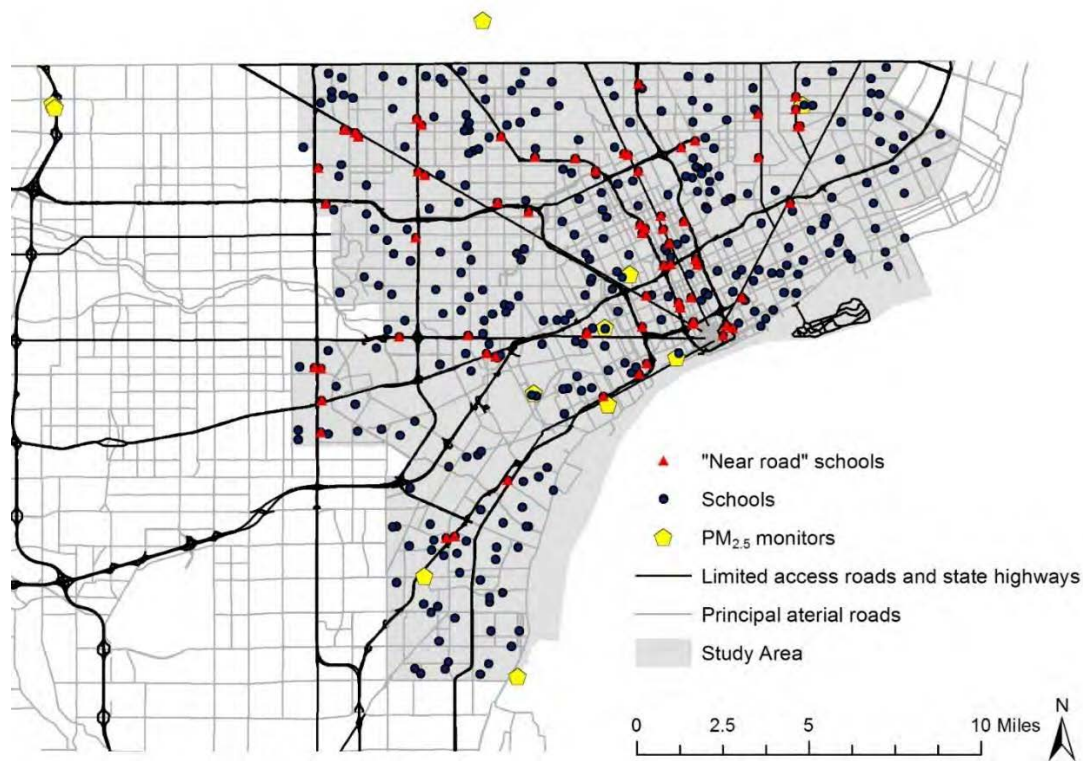 "Near road" schools
Schools
PM2.5 monitors
Limited access roads and state highways
Principal aterial roads
Study Area
0 2.5 5 10 Miles
N